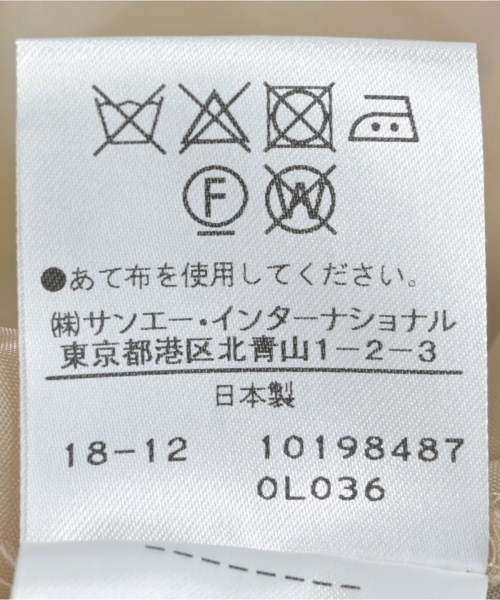 F W
●あて布を使用してください。
㈱サンエー・インターナショナル
東京都港区北青山1-2-3
日本製
18-12 10198487
0L036